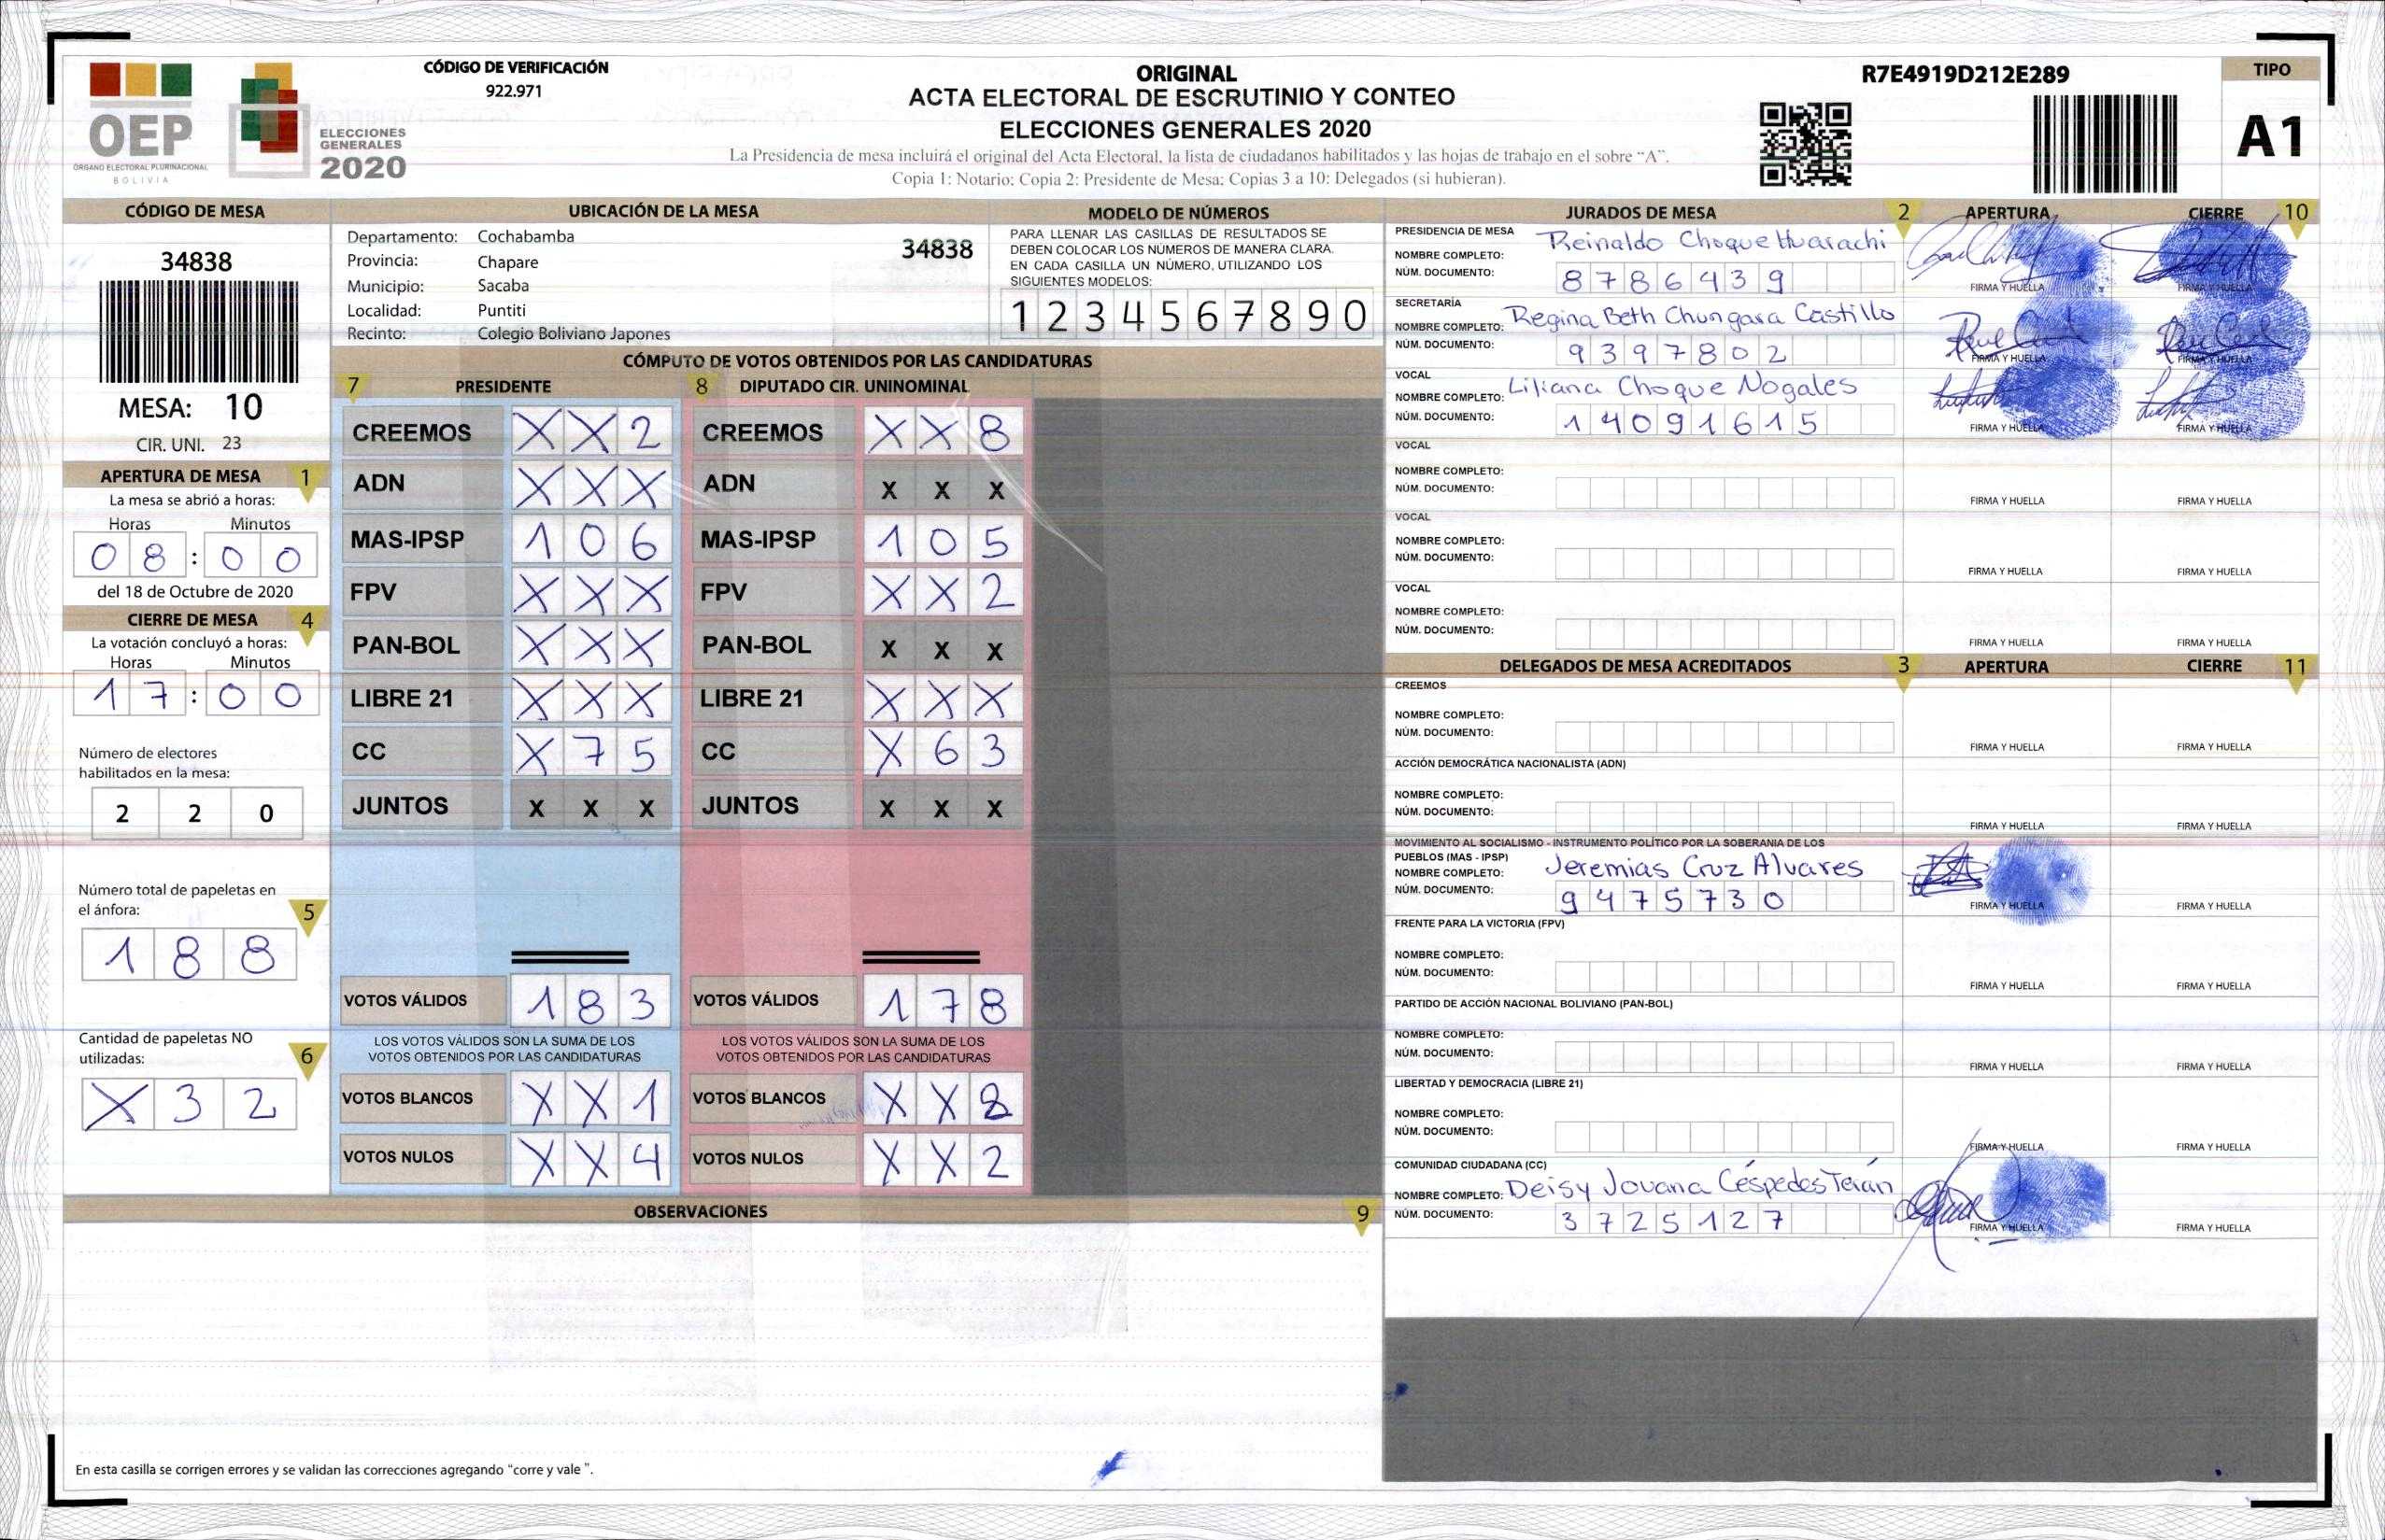 CÓDIGO DE VERIFICACIÓN
922.971
OEP
ÓRGANO ELECTORAL PLURINACIONAL
BOLIVIA
ELECCIONES
GENERALES
2020
ORIGINAL
ACTA ELECTORAL DE ESCRUTINIO Y CONTEO
ELECCIONES GENERALES 2020
La Presidencia de mesa incluirá el original del Acta Electoral, la lista de ciudadanos habilitados y las hojas de trabajo en el sobre “A”.
Copia 1: Notario; Copia 2: Presidente de Mesa; Copias 3 a 10: Delegados (si hubieran).
R7E4919D212E289
TIPO
A1
CÓDIGO DE MESA
34838
MESA: 10
CIR. UNI. 23
APERTURA DE MESA 1
La mesa se abrió a horas:
Horas Minutos
0 8 : 0 0
del 18 de Octubre de 2020
CIERRE DE MESA 4
La votación concluyó a horas:
Horas Minutos
1 7 : 0 0
Número de electores
habilitados en la mesa:
2 2 0
Número total de papeletas en
el ánfora: 5
1 8 8
Cantidad de papeletas NO
utilizadas: 6
X 3 2
UBICACIÓN DE LA MESA
Departamento: Cochabamba 34838
Provincia: Chapare
Municipio: Sacaba
Localidad: Puntiti
Recinto: Colegio Boliviano Japones
MODELO DE NÚMEROS
PARA LLENAR LAS CASILLAS DE RESULTADOS SE
DEBEN COLOCAR LOS NÚMEROS DE MANERA CLARA.
EN CADA CASILLA UN NÚMERO, UTILIZANDO LOS
SIGUIENTES MODELOS:
1 2 3 4 5 6 7 8 9 0
CÓMPUTO DE VOTOS OBTENIDOS POR LAS CANDIDATURAS
7 PRESIDENTE 8 DIPUTADO CIR. UNINOMINAL
CREEMOS X X 2 CREEMOS X X 8
ADN X X X ADN X X X
MAS-IPSP 1 0 6 MAS-IPSP 1 0 5
FPV X X X FPV X X 2
PAN-BOL X X X PAN-BOL X X X
LIBRE 21 X X X LIBRE 21 X X X
CC X 7 5 CC X 6 3
JUNTOS X X X JUNTOS X X X
VOTOS VÁLIDOS 1 8 3 VOTOS VÁLIDOS 1 7 8
LOS VOTOS VÁLIDOS SON LA SUMA DE LOS LOS VOTOS VÁLIDOS SON LA SUMA DE LOS
VOTOS OBTENIDOS POR LAS CANDIDATURAS VOTOS OBTENIDOS POR LAS CANDIDATURAS
VOTOS BLANCOS X X 1 VOTOS BLANCOS X X 8
VOTOS NULOS X X 4 VOTOS NULOS X X 2
OBSERVACIONES 9
En esta casilla se corrigen errores y se validan las correcciones agregando “corre y vale ”.
JURADOS DE MESA 2 APERTURA CIERRE 10
PRESIDENCIA DE MESA
NOMBRE COMPLETO: Reinaldo Choque Huarachi
NÚM. DOCUMENTO: 8 7 8 6 4 3 9 FIRMA Y HUELLA FIRMA Y HUELLA
SECRETARÍA
NOMBRE COMPLETO: Regina Beth Chungara Castillo
NÚM. DOCUMENTO: 9 3 9 7 8 0 2 FIRMA Y HUELLA FIRMA Y HUELLA
VOCAL
NOMBRE COMPLETO: Liliana Choque Nogales
NÚM. DOCUMENTO: 1 4 0 9 1 6 1 5 FIRMA Y HUELLA FIRMA Y HUELLA
VOCAL
NOMBRE COMPLETO:
NÚM. DOCUMENTO: FIRMA Y HUELLA FIRMA Y HUELLA
VOCAL
NOMBRE COMPLETO:
NÚM. DOCUMENTO: FIRMA Y HUELLA FIRMA Y HUELLA
VOCAL
NOMBRE COMPLETO:
NÚM. DOCUMENTO: FIRMA Y HUELLA FIRMA Y HUELLA
DELEGADOS DE MESA ACREDITADOS 3 APERTURA CIERRE 11
CREEMOS
NOMBRE COMPLETO:
NÚM. DOCUMENTO: FIRMA Y HUELLA FIRMA Y HUELLA
ACCIÓN DEMOCRÁTICA NACIONALISTA (ADN)
NOMBRE COMPLETO:
NÚM. DOCUMENTO: FIRMA Y HUELLA FIRMA Y HUELLA
MOVIMIENTO AL SOCIALISMO - INSTRUMENTO POLÍTICO POR LA SOBERANIA DE LOS
PUEBLOS (MAS - IPSP)
NOMBRE COMPLETO: Jeremias Cruz Alvares
NÚM. DOCUMENTO: 9 4 7 5 7 3 0 FIRMA Y HUELLA FIRMA Y HUELLA
FRENTE PARA LA VICTORIA (FPV)
NOMBRE COMPLETO:
NÚM. DOCUMENTO: FIRMA Y HUELLA FIRMA Y HUELLA
PARTIDO DE ACCIÓN NACIONAL BOLIVIANO (PAN-BOL)
NOMBRE COMPLETO:
NÚM. DOCUMENTO: FIRMA Y HUELLA FIRMA Y HUELLA
LIBERTAD Y DEMOCRACIA (LIBRE 21)
NOMBRE COMPLETO:
NÚM. DOCUMENTO: FIRMA Y HUELLA FIRMA Y HUELLA
COMUNIDAD CIUDADANA (CC)
NOMBRE COMPLETO: Deisy Jovana Céspedes Terán
NÚM. DOCUMENTO: 3 7 2 5 1 2 7 FIRMA Y HUELLA FIRMA Y HUELLA